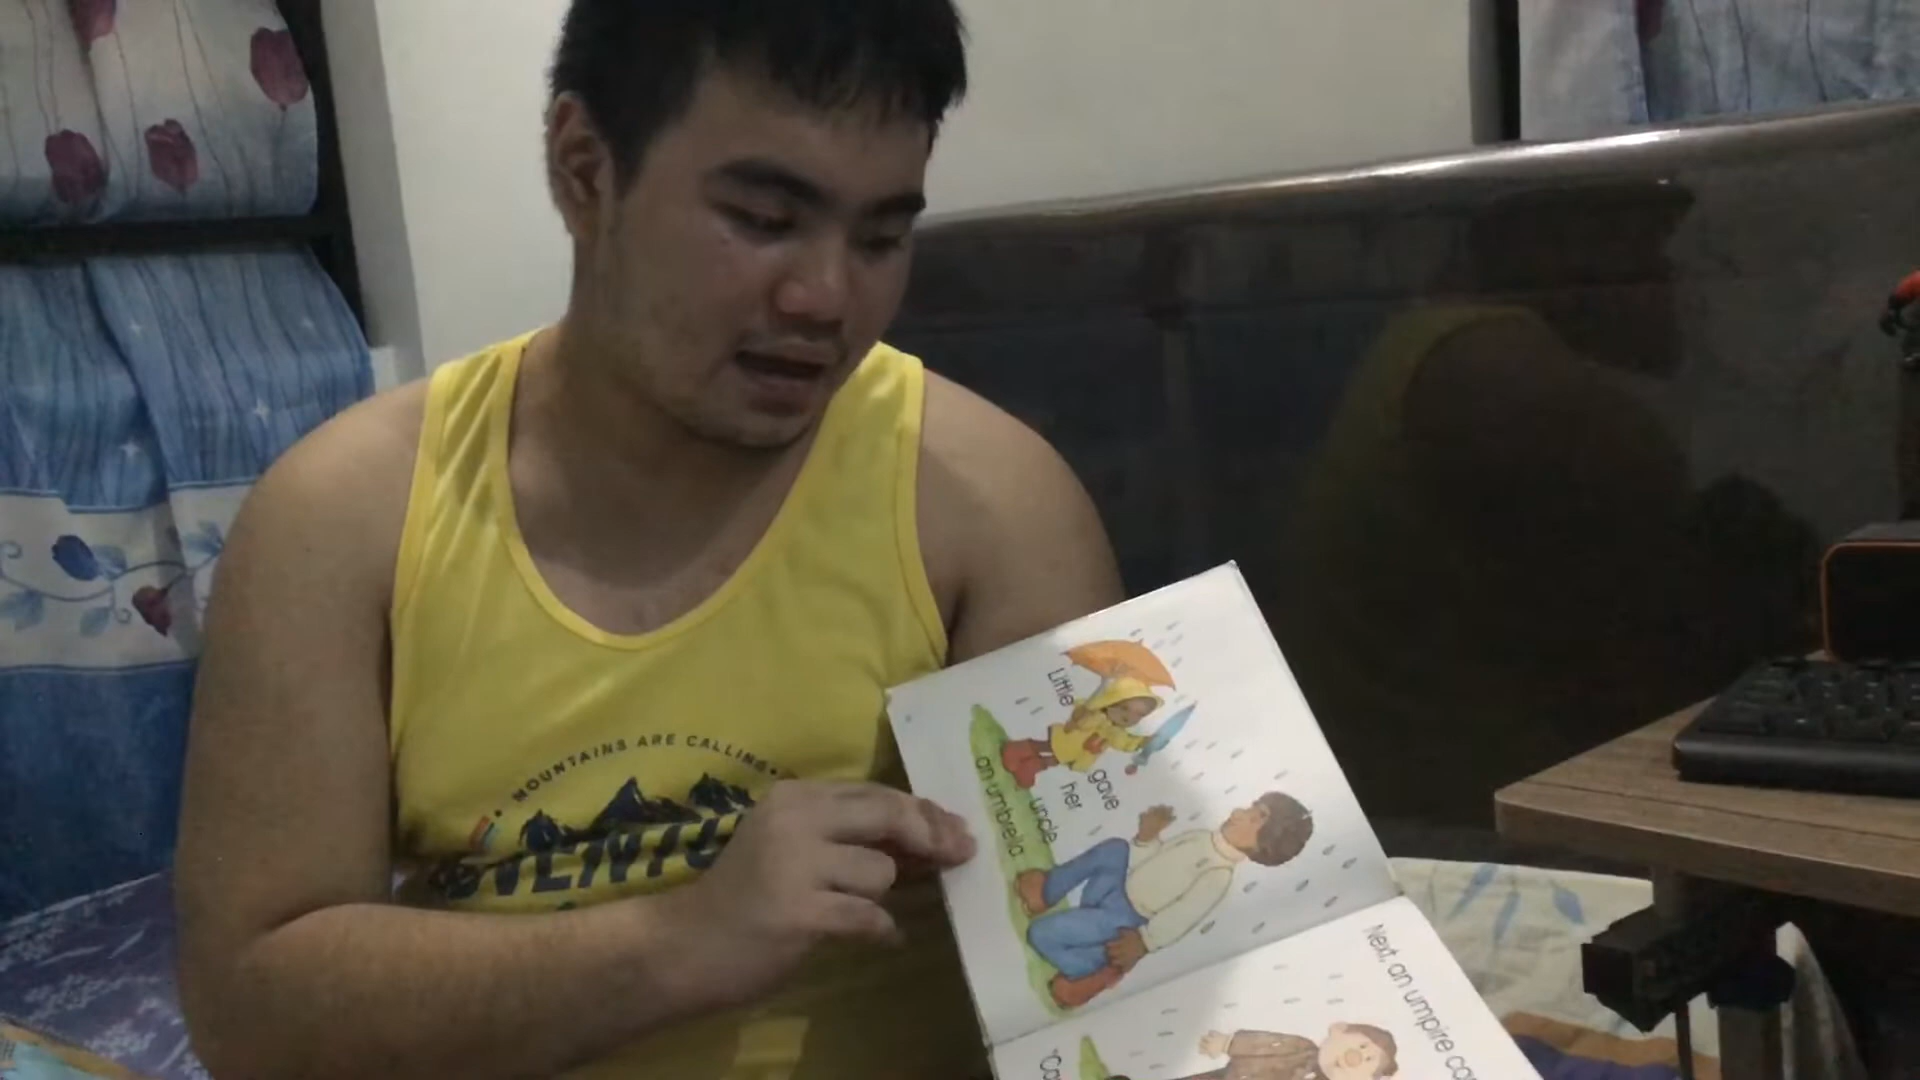 MOUNTAINS ARE CALLING
Little
gave
her
uncle
an umbrella.
Next, an umpire